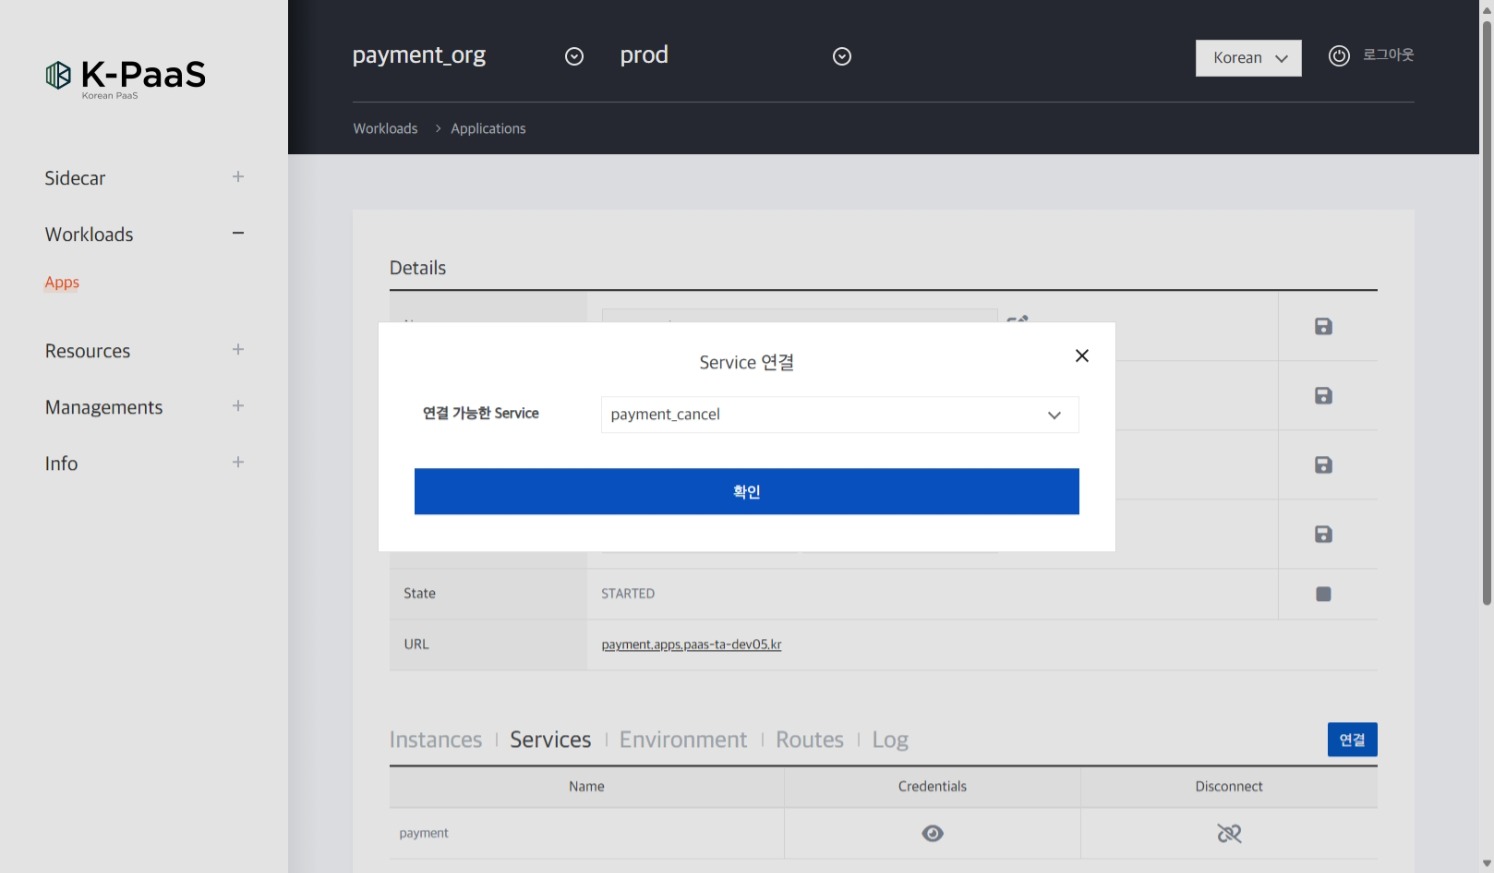 K-PaaS
Korean PaaS
payment_org
prod
Korean
로그아웃
Workloads > Applications
Sidecar
Workloads
Apps
Resources
Managements
Info
Details
Service 연결
연결 가능한 Service
payment_cancel
확인
State
STARTED
URL
payment.apps.paas-ta-dev05.kr
Instances
Services
Environment
Routes
Log
연결
Name
Credentials
Disconnect
payment